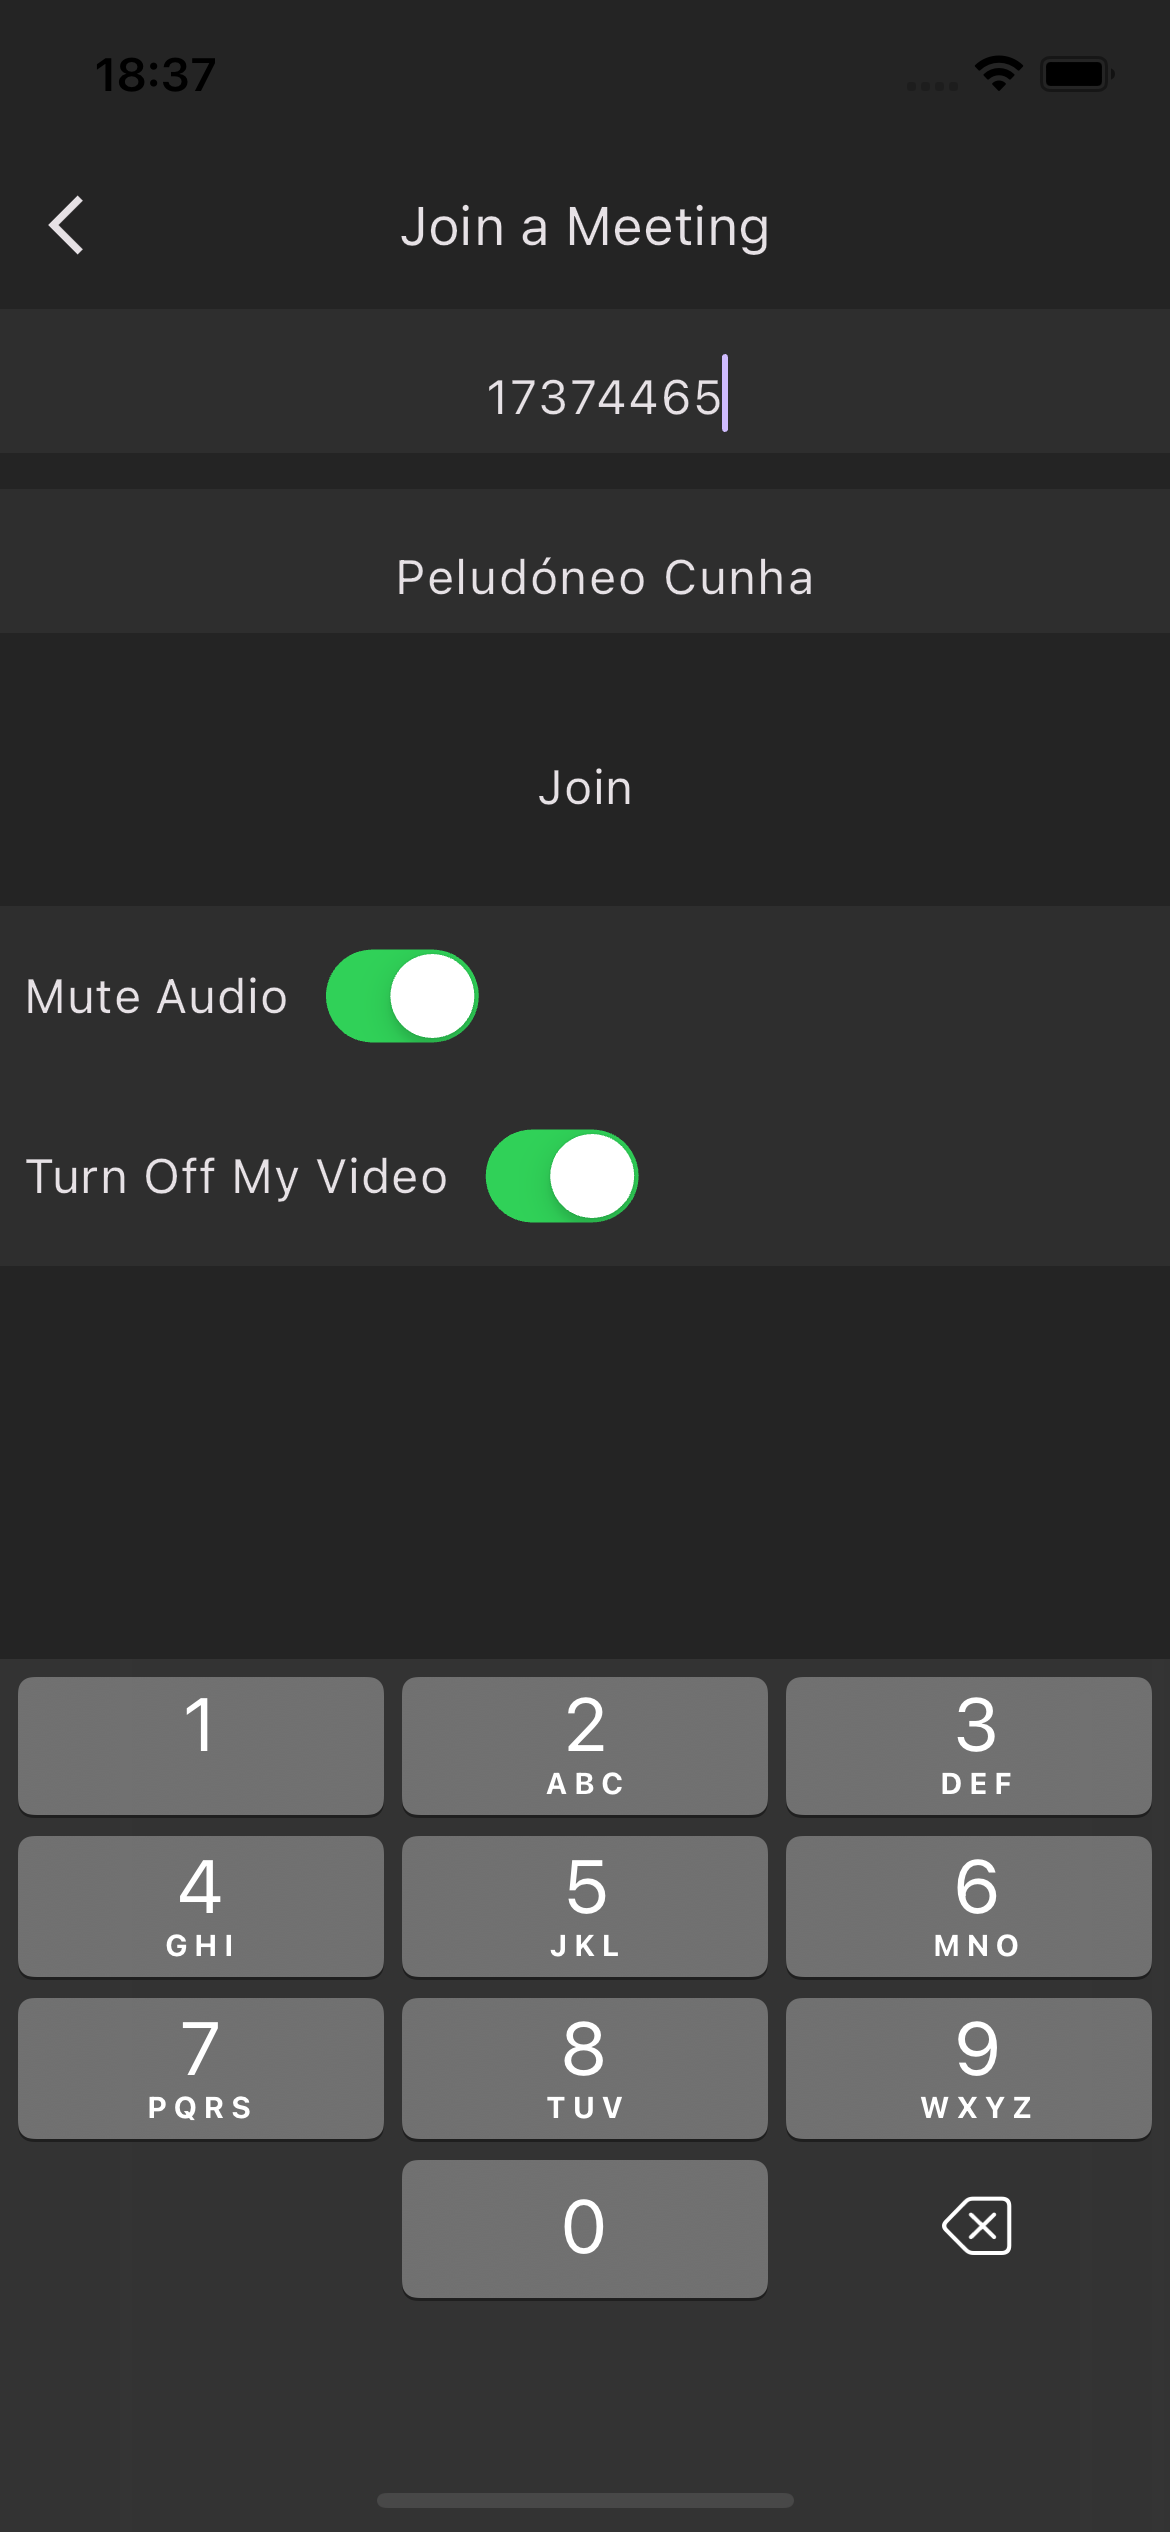 18:37
Join a Meeting
17374465
Peludóneo Cunha
Join
Mute Audio
Turn Off My Video
1 2 3
ABC DEF
4 5 6
GHI JKL MNO
7 8 9
PQRS TUV WXYZ
0